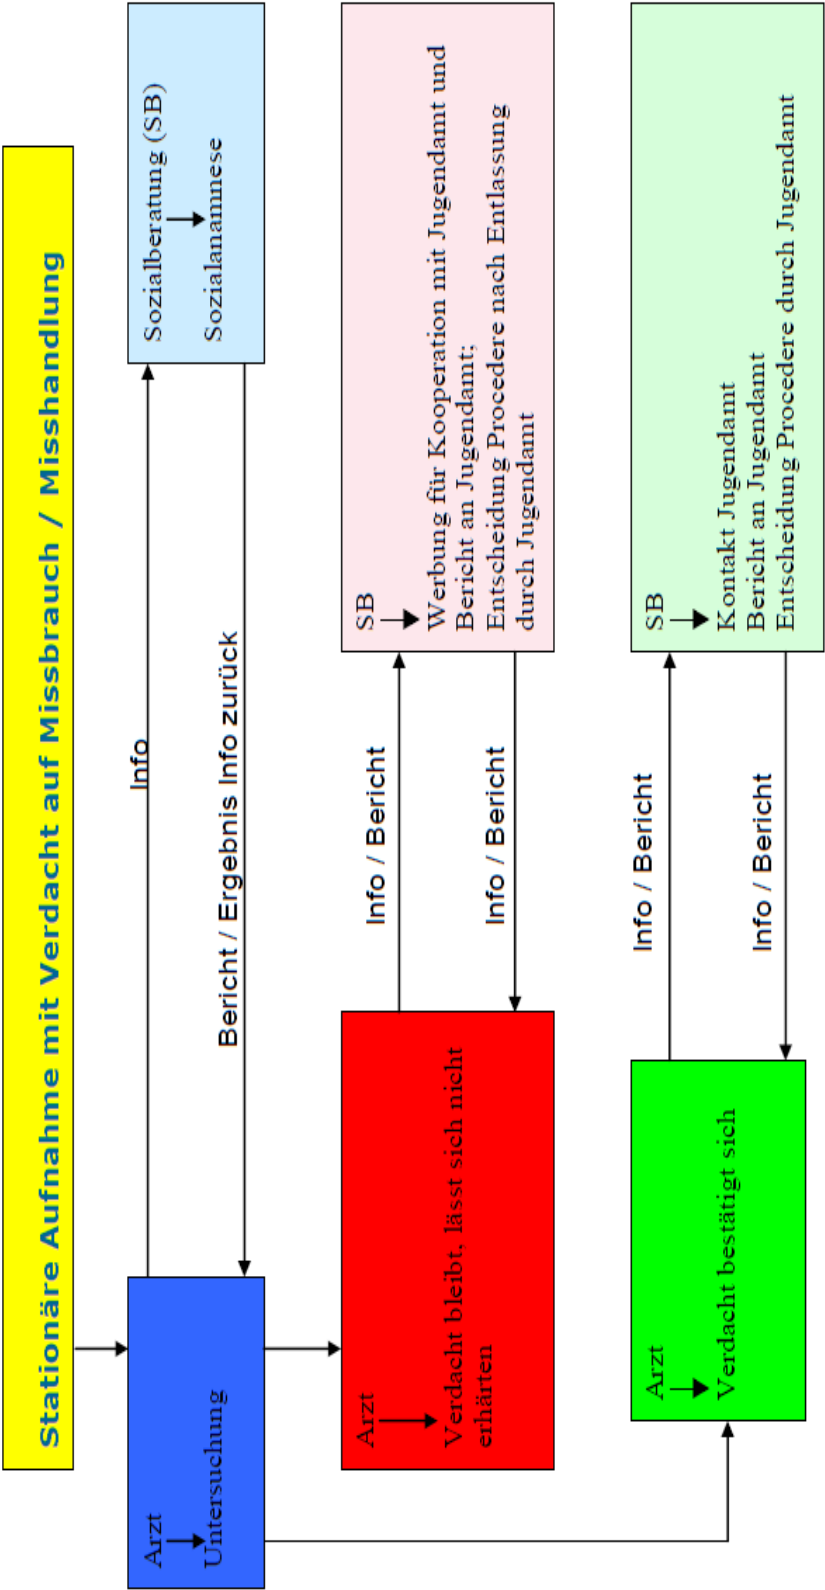 Stationäre Aufnahme mit Verdacht auf Missbrauch / Misshandlung
Arzt
Untersuchung
Info
Bericht / Ergebnis Info zurück
Sozialberatung (SB)
Sozialanamnese
Arzt
Verdacht bleibt, lässt sich nicht
erhärten
Info / Bericht
Info / Bericht
SB
Werbung für Kooperation mit Jugendamt und
Bericht an Jugendamt;
Entscheidung Procedere nach Entlassung
durch Jugendamt
Arzt
Verdacht bestätigt sich
Info / Bericht
Info / Bericht
SB
Kontakt Jugendamt
Bericht an Jugendamt
Entscheidung Procedere durch Jugendamt